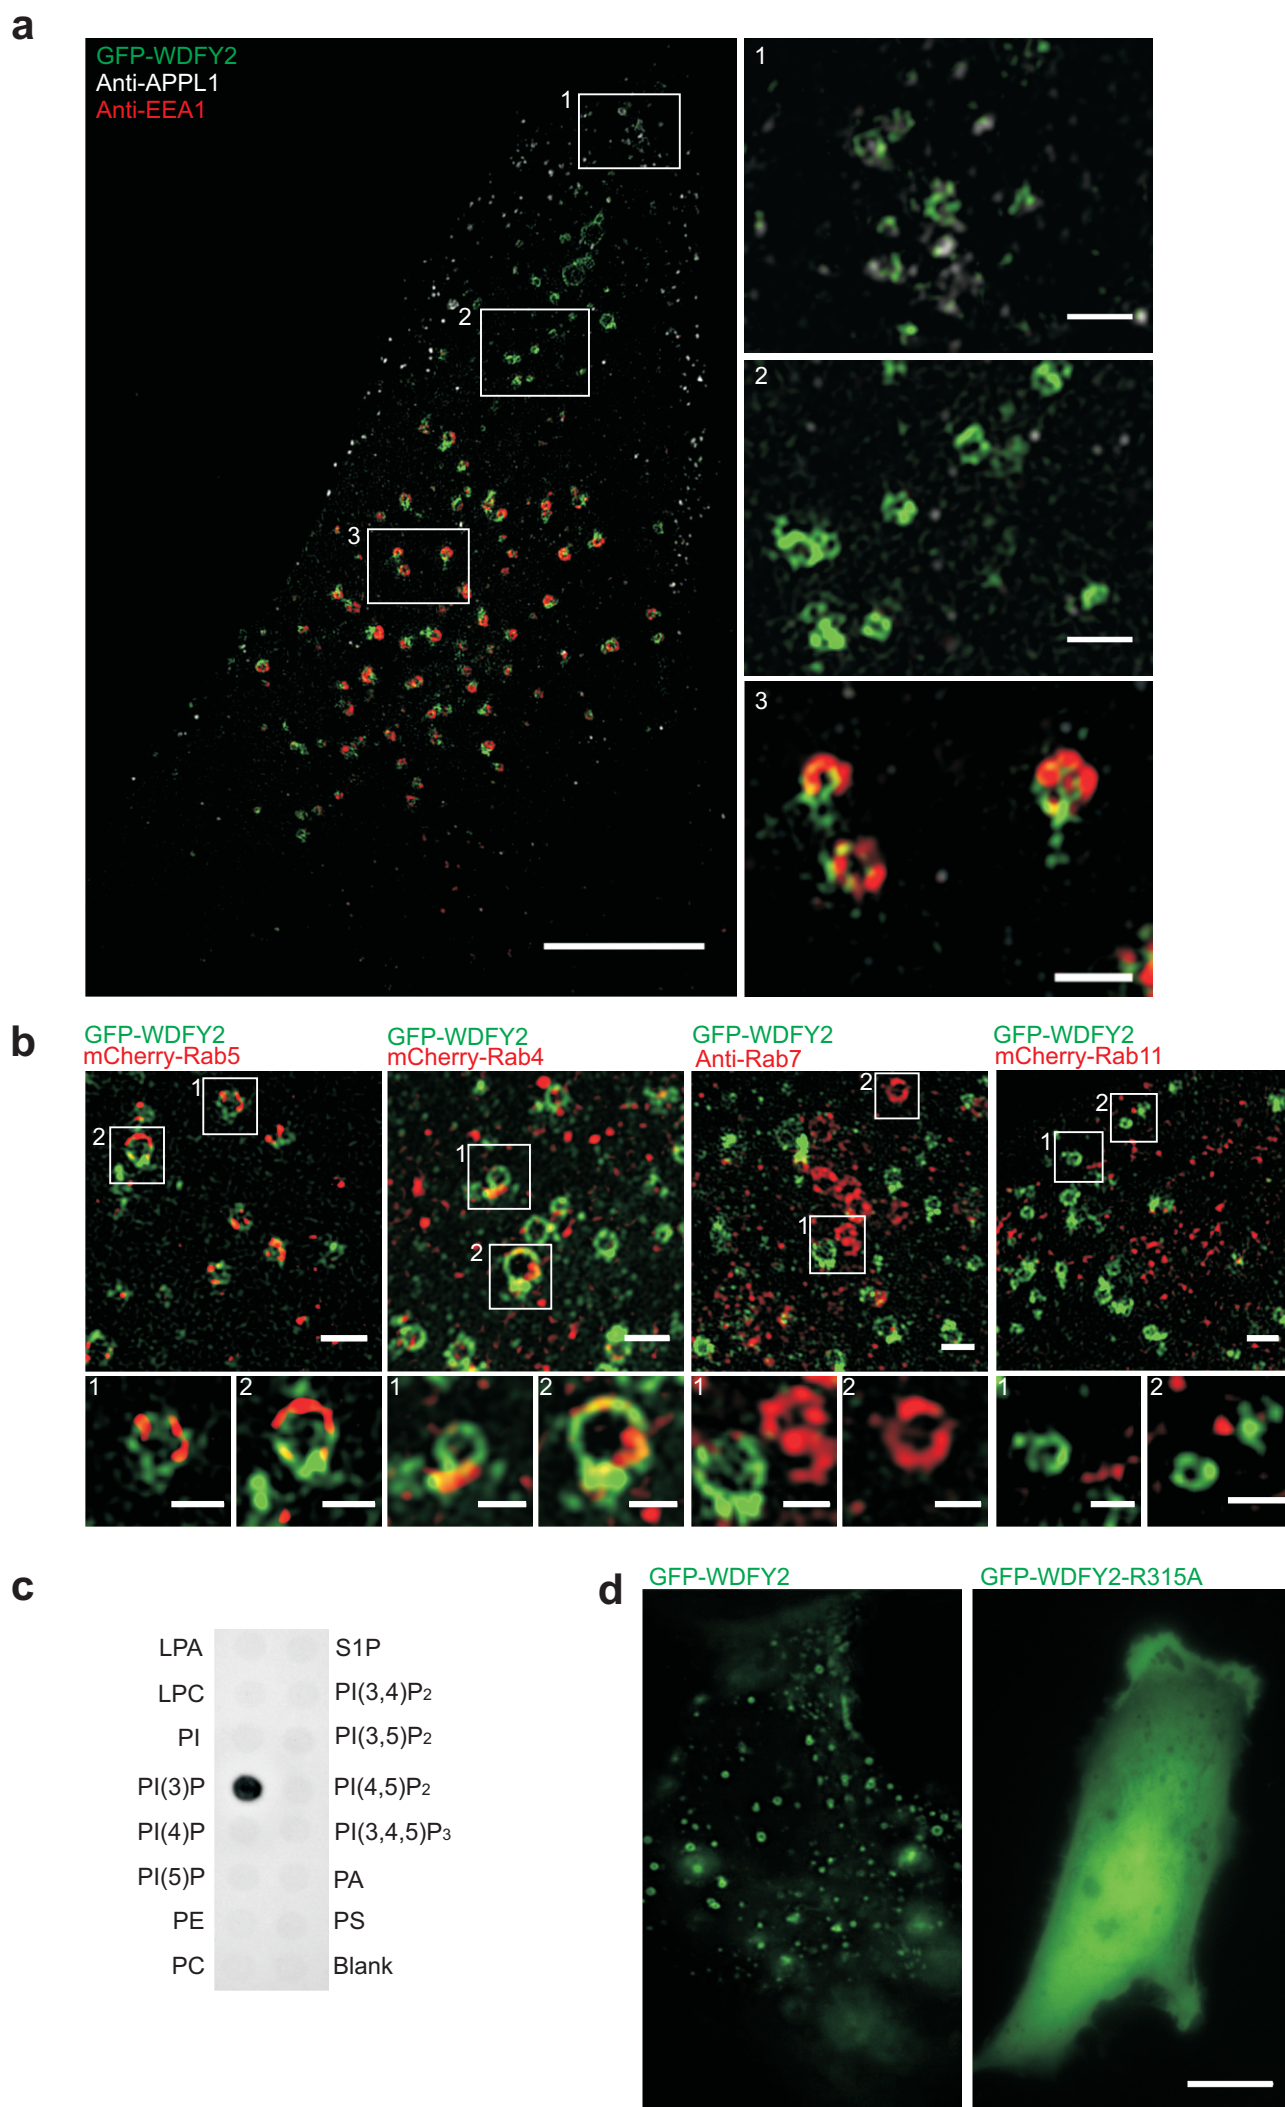 a
GFP-WDFY2
Anti-APPL1
Anti-EEA1
1
2
3
1
2
3
b
GFP-WDFY2
mCherry-Rab5
GFP-WDFY2
mCherry-Rab4
GFP-WDFY2
Anti-Rab7
GFP-WDFY2
mCherry-Rab11
1
2
1
2
2
1
2
1
1
2
1
2
1
2
1
2
c
LPA
S1P
LPC
PI(3,4)P2
PI
PI(3,5)P2
PI(3)P
PI(4,5)P2
PI(4)P
PI(3,4,5)P3
PI(5)P
PA
PE
PS
PC
Blank
d
GFP-WDFY2
GFP-WDFY2-R315A